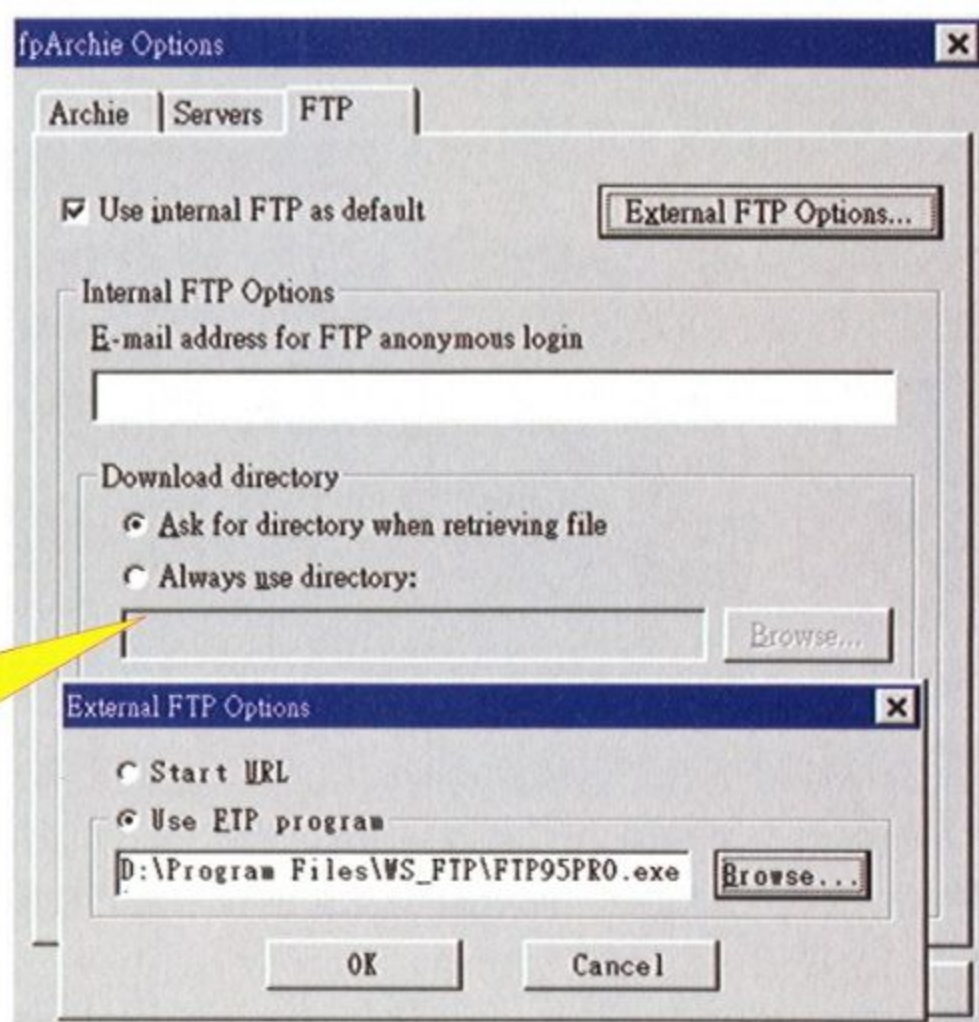 fpArchie Options
Archie Servers FTP
Use internal FTP as default External FTP Options...
Internal FTP Options
E-mail address for FTP anonymous login
Download directory
Ask for directory when retrieving file
Always use directory:
Browse...
External FTP Options
Start URL
Use FTP program
D:\Program Files\WS_FTP\FTP95PRO.exe Browse...
OK Cancel